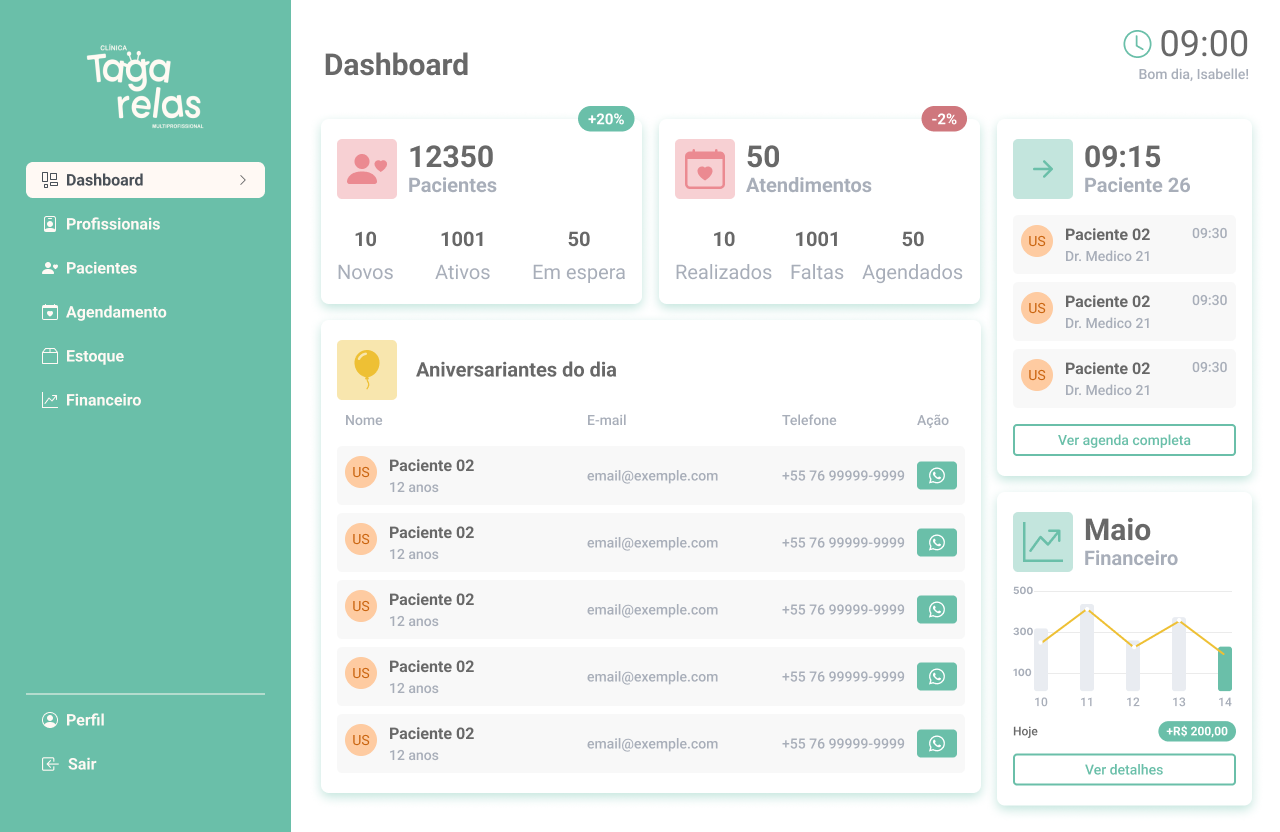 CLÍNICA
Tagarelas
MULTIPROFISSIONAL
Dashboard
Profissionais
Pacientes
Agendamento
Estoque
Financeiro
Perfil
Sair
Dashboard
09:00
Bom dia, Isabelle!
+20%
12350
Pacientes
10 1001 50
Novos Ativos Em espera
-2%
50
Atendimentos
10 1001 50
Realizados Faltas Agendados
Aniversariantes do dia
Nome E-mail Telefone Ação
US Paciente 02 email@exemple.com +55 76 99999-9999
12 anos
US Paciente 02 email@exemple.com +55 76 99999-9999
12 anos
US Paciente 02 email@exemple.com +55 76 99999-9999
12 anos
US Paciente 02 email@exemple.com +55 76 99999-9999
12 anos
US Paciente 02 email@exemple.com +55 76 99999-9999
12 anos
09:15
Paciente 26
US Paciente 02 09:30
Dr. Medico 21
US Paciente 02 09:30
Dr. Medico 21
US Paciente 02 09:30
Dr. Medico 21
Ver agenda completa
Maio
Financeiro
500
300
100
10 11 12 13 14
Hoje +R$ 200,00
Ver detalhes